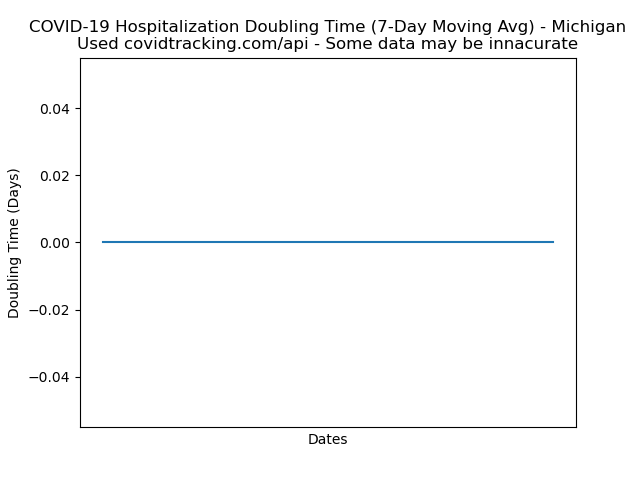 COVID-19 Hospitalization Doubling Time (7-Day Moving Avg) - Michigan
Used covidtracking.com/api - Some data may be innacurate
0.04
0.02
0.00
−0.02
−0.04
Doubling Time (Days)
Dates